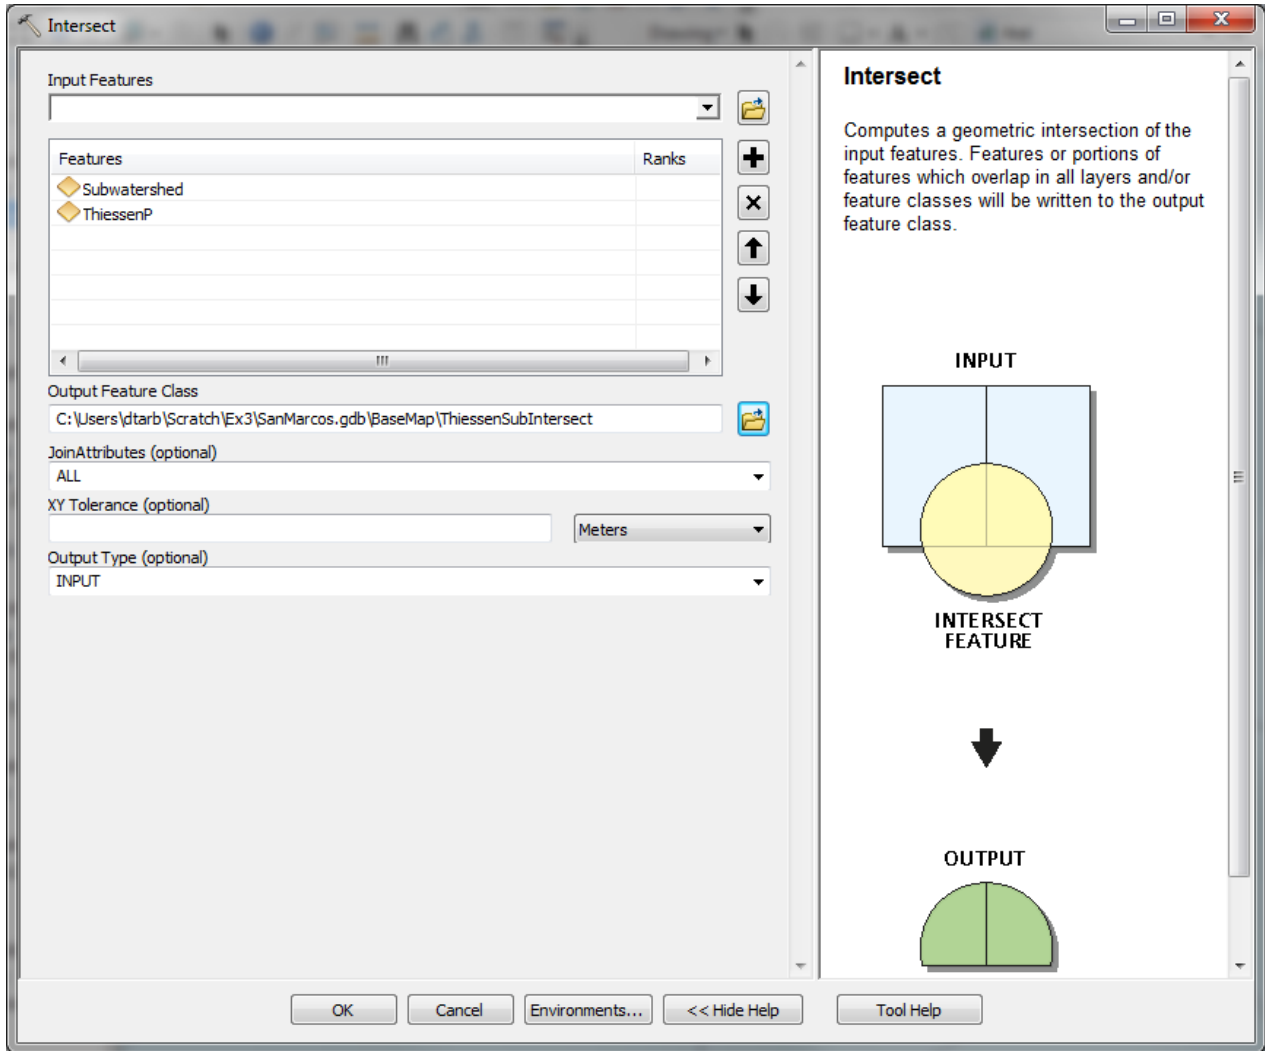 Intersect
Input Features
Features Ranks
Subwatershed
ThiessenP
Output Feature Class
C:\Users\dtarb\Scratch\Ex3\SanMarcos.gdb\BaseMap\ThiessenSubIntersect
JoinAttributes (optional)
ALL
XY Tolerance (optional)
Meters
Output Type (optional)
INPUT
Intersect
Computes a geometric intersection of the
input features. Features or portions of
features which overlap in all layers and/or
feature classes will be written to the output
feature class.
INPUT
INTERSECT
FEATURE
OUTPUT
OK Cancel Environments... << Hide Help Tool Help